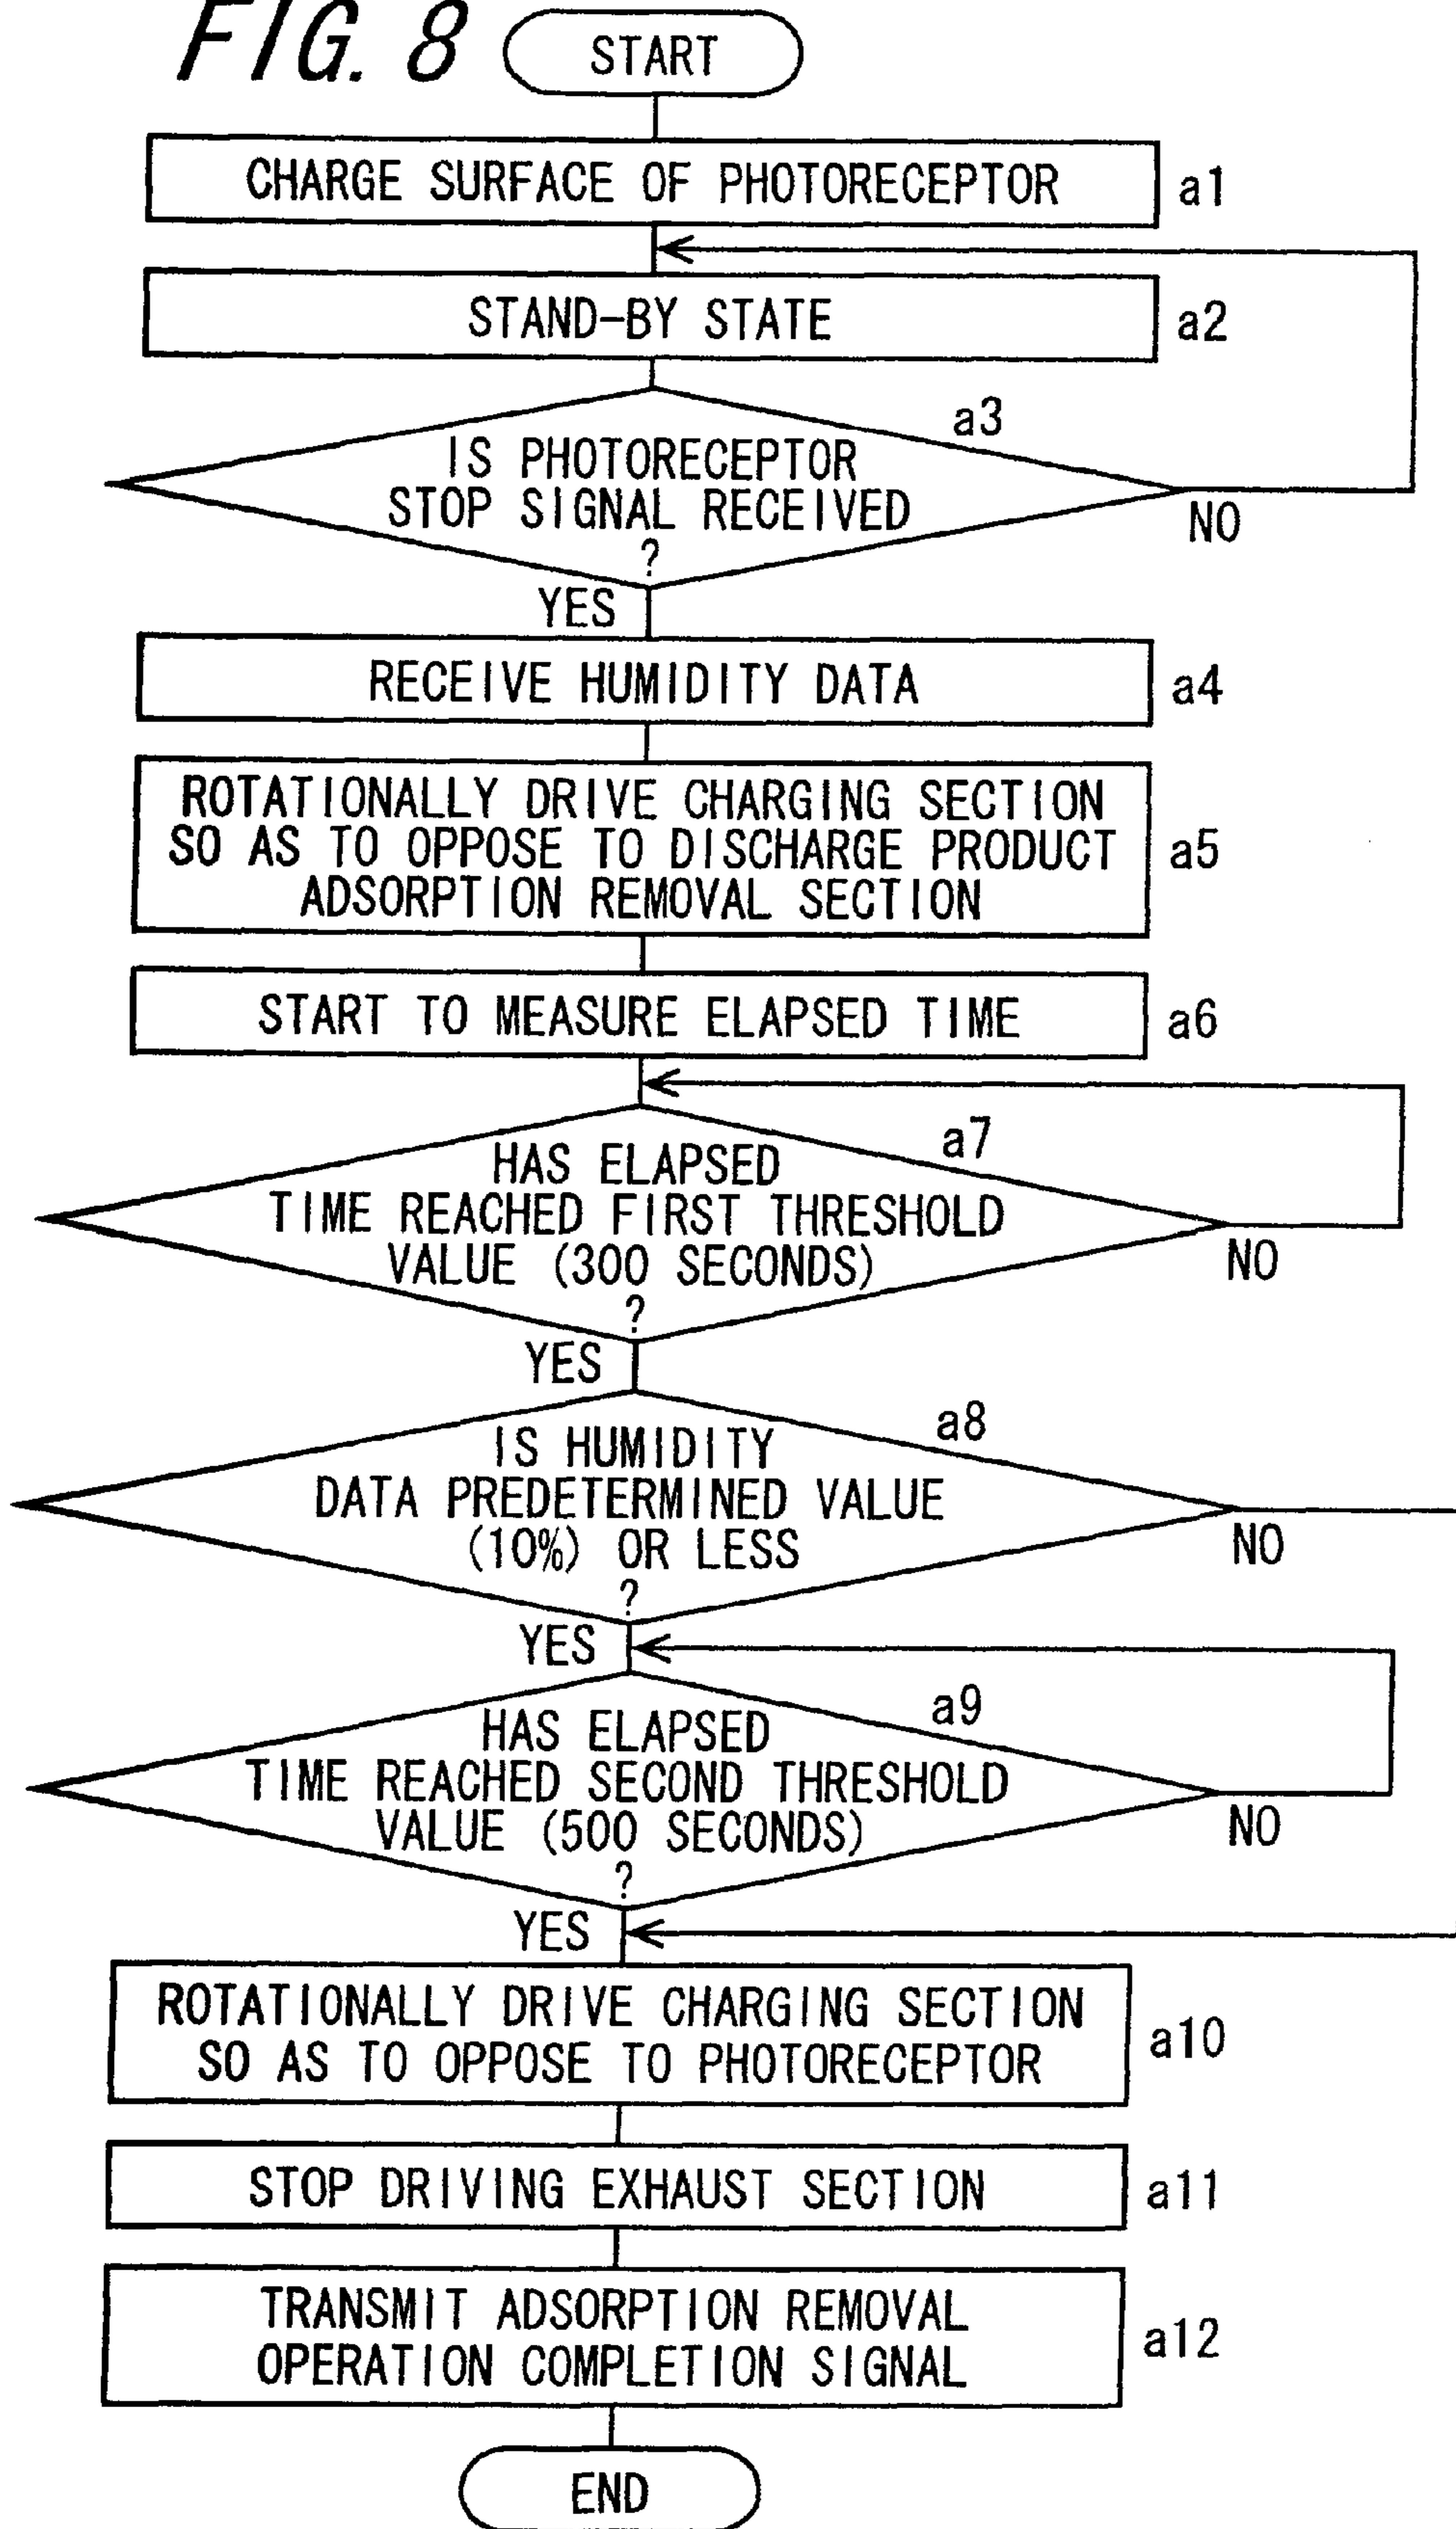 FIG. 8
START
CHARGE SURFACE OF PHOTORECEPTOR
a1
STAND-BY STATE
a2
a3
IS PHOTORECEPTOR
STOP SIGNAL RECEIVED
?
NO
YES
RECEIVE HUMIDITY DATA
a4
ROTATIONALLY DRIVE CHARGING SECTION
SO AS TO OPPOSE TO DISCHARGE PRODUCT
ADSORPTION REMOVAL SECTION
a5
START TO MEASURE ELAPSED TIME
a6
a7
HAS ELAPSED
TIME REACHED FIRST THRESHOLD
VALUE (300 SECONDS)
?
NO
YES
a8
IS HUMIDITY
DATA PREDETERMINED VALUE
(10%) OR LESS
?
NO
YES
a9
HAS ELAPSED
TIME REACHED SECOND THRESHOLD
VALUE (500 SECONDS)
?
NO
YES
ROTATIONALLY DRIVE CHARGING SECTION
SO AS TO OPPOSE TO PHOTORECEPTOR
a10
STOP DRIVING EXHAUST SECTION
a11
TRANSMIT ADSORPTION REMOVAL
OPERATION COMPLETION SIGNAL
a12
END